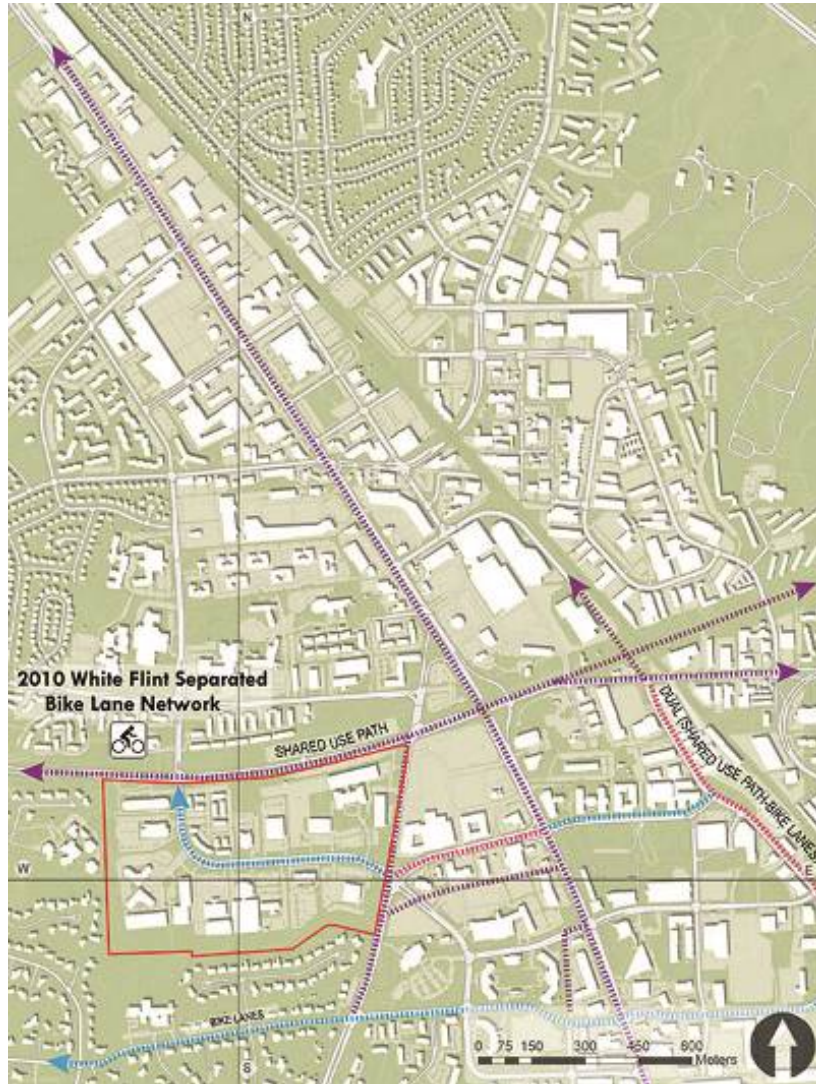 N
2010 White Flint Separated
Bike Lane Network
SHARED USE PATH
DUAL/SHARED USE PATH-BIKE LANES
W
E
BIKE LANES
S
0 75 150 300 450 600
Meters